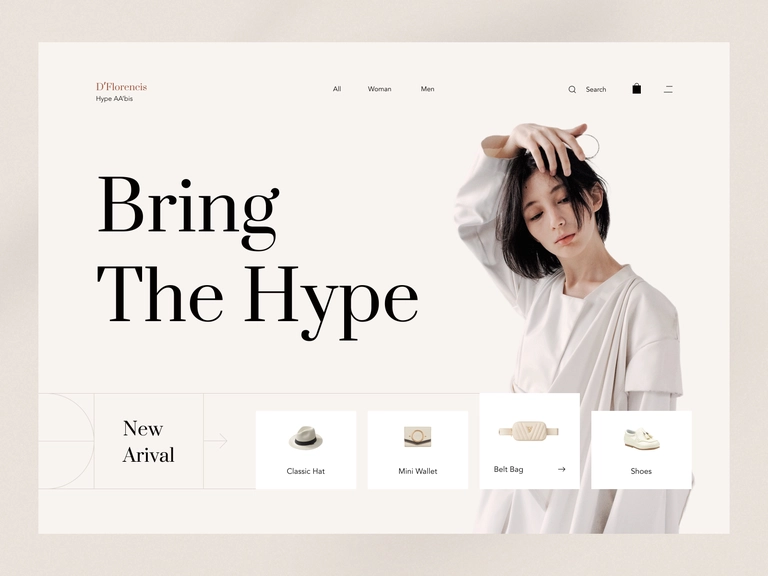 D'Florencis
Hype AA'bis
All Woman Men
Search
Bring
The Hype
New
Arival
Classic Hat
Mini Wallet
Belt Bag
Shoes